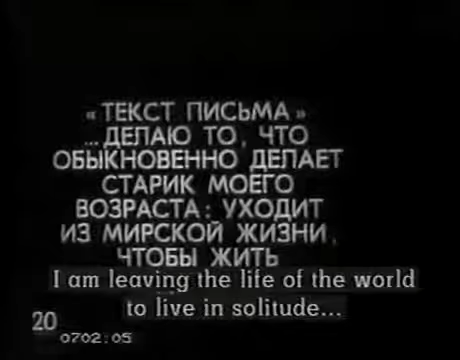 «ТЕКСТ ПИСЬМА»
...ДЕЛАЮ ТО, ЧТО
ОБЫКНОВЕННО ДЕЛАЕТ
СТАРИК МОЕГО
ВОЗРАСТА: УХОДИТ
ИЗ МИРСКОЙ ЖИЗНИ,
ЧТОБЫ ЖИТЬ
I am leaving the life of the world
to live in solitude...
20
0702:05